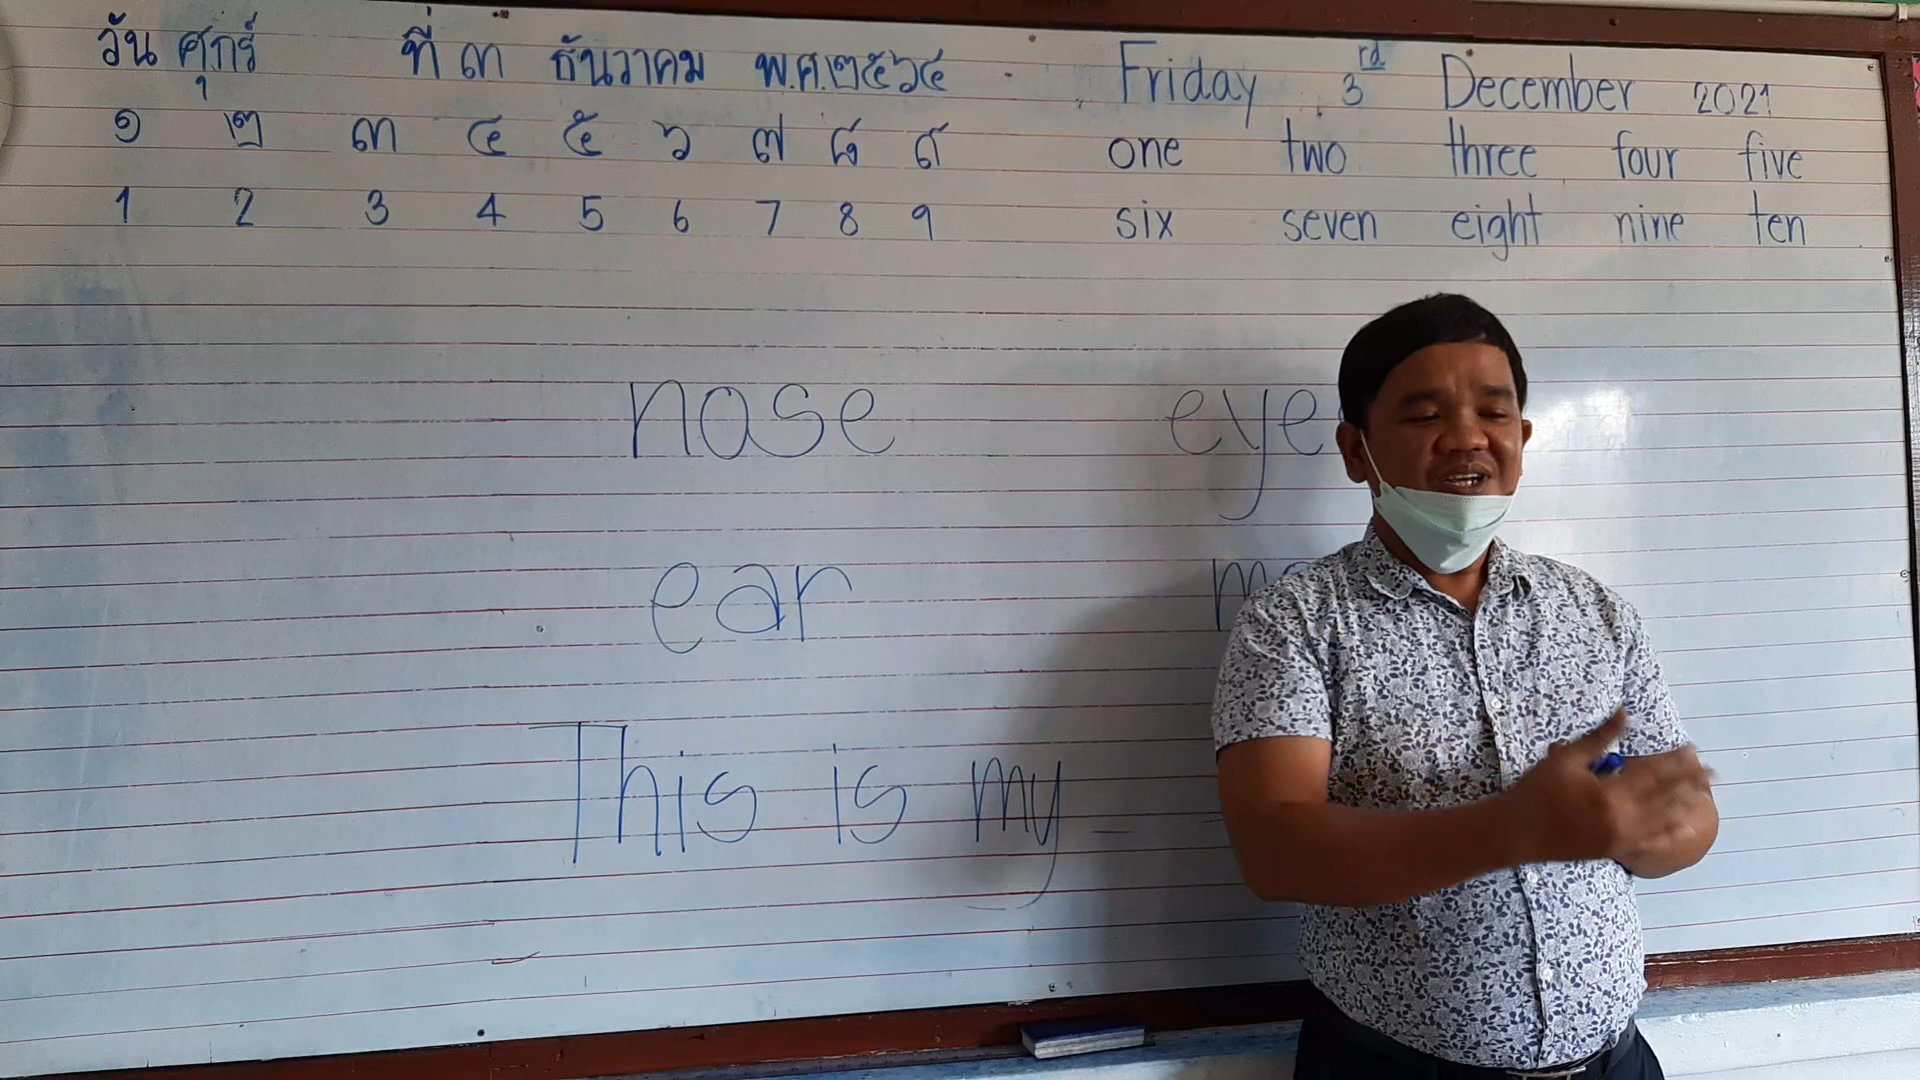 วัน ศุกร์ ที่ ๓ ธันวาคม พ.ศ.๒๕๖๔ Friday 3rd December 2021
๑ ๒ ๓ ๔ ๕ ๖ ๗ ๘ ๙ one two three four five
1 2 3 4 5 6 7 8 9 six seven eight nine ten
nose eye
ear
This is my